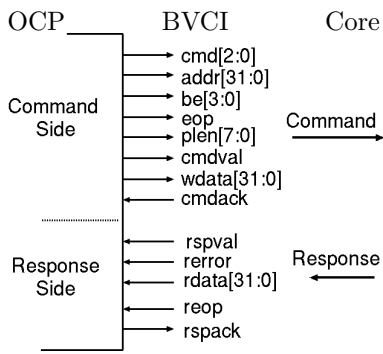 OCP BVCI Core
cmd[2:0]
addr[31:0]
be[3:0]
eop
plen[7:0]
cmdval
wdata[31:0]
cmdack
Command
Side
Command
rspval
rerror
rdata[31:0]
reop
rspack
Response
Side
Response